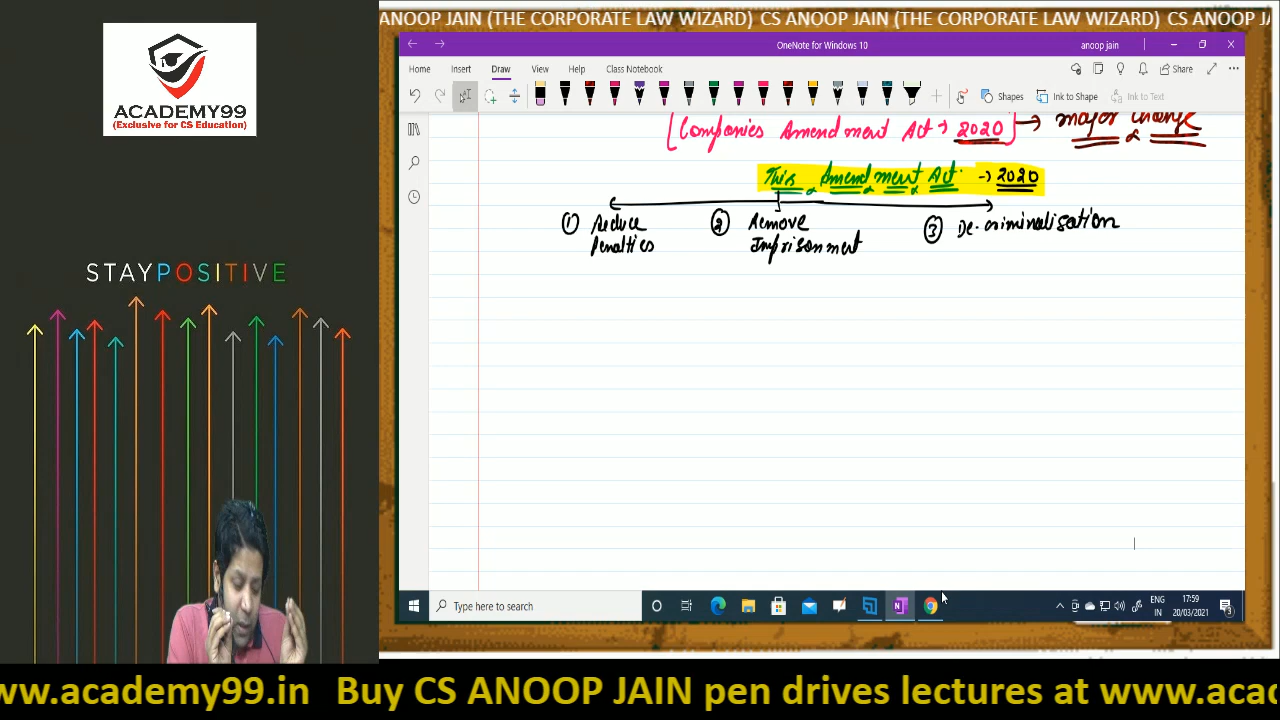 ANOOP JAIN (THE CORPORATE LAW WIZARD) CS ANOOP JAIN (THE CORPORATE LAW WIZARD) CS ANOOP JA
ACADEMY99
(Exclusive for CS Education)
STAYPOSITIVE
OneNote for Windows 10
anoop jain
Home Insert Draw View Help Class Notebook
Share
Shapes Ink to Shape Ink to Text
[Companies Amendment Act → 2020] → major change
This Amendment Act. → 2020
① Reduce Penalties
② Remove Imprisonment
③ De-criminalisation
Type here to search
ENG
IN
17:59
20/03/2021
3
ww.academy99.in Buy CS ANOOP JAIN pen drives lectures at www.acad